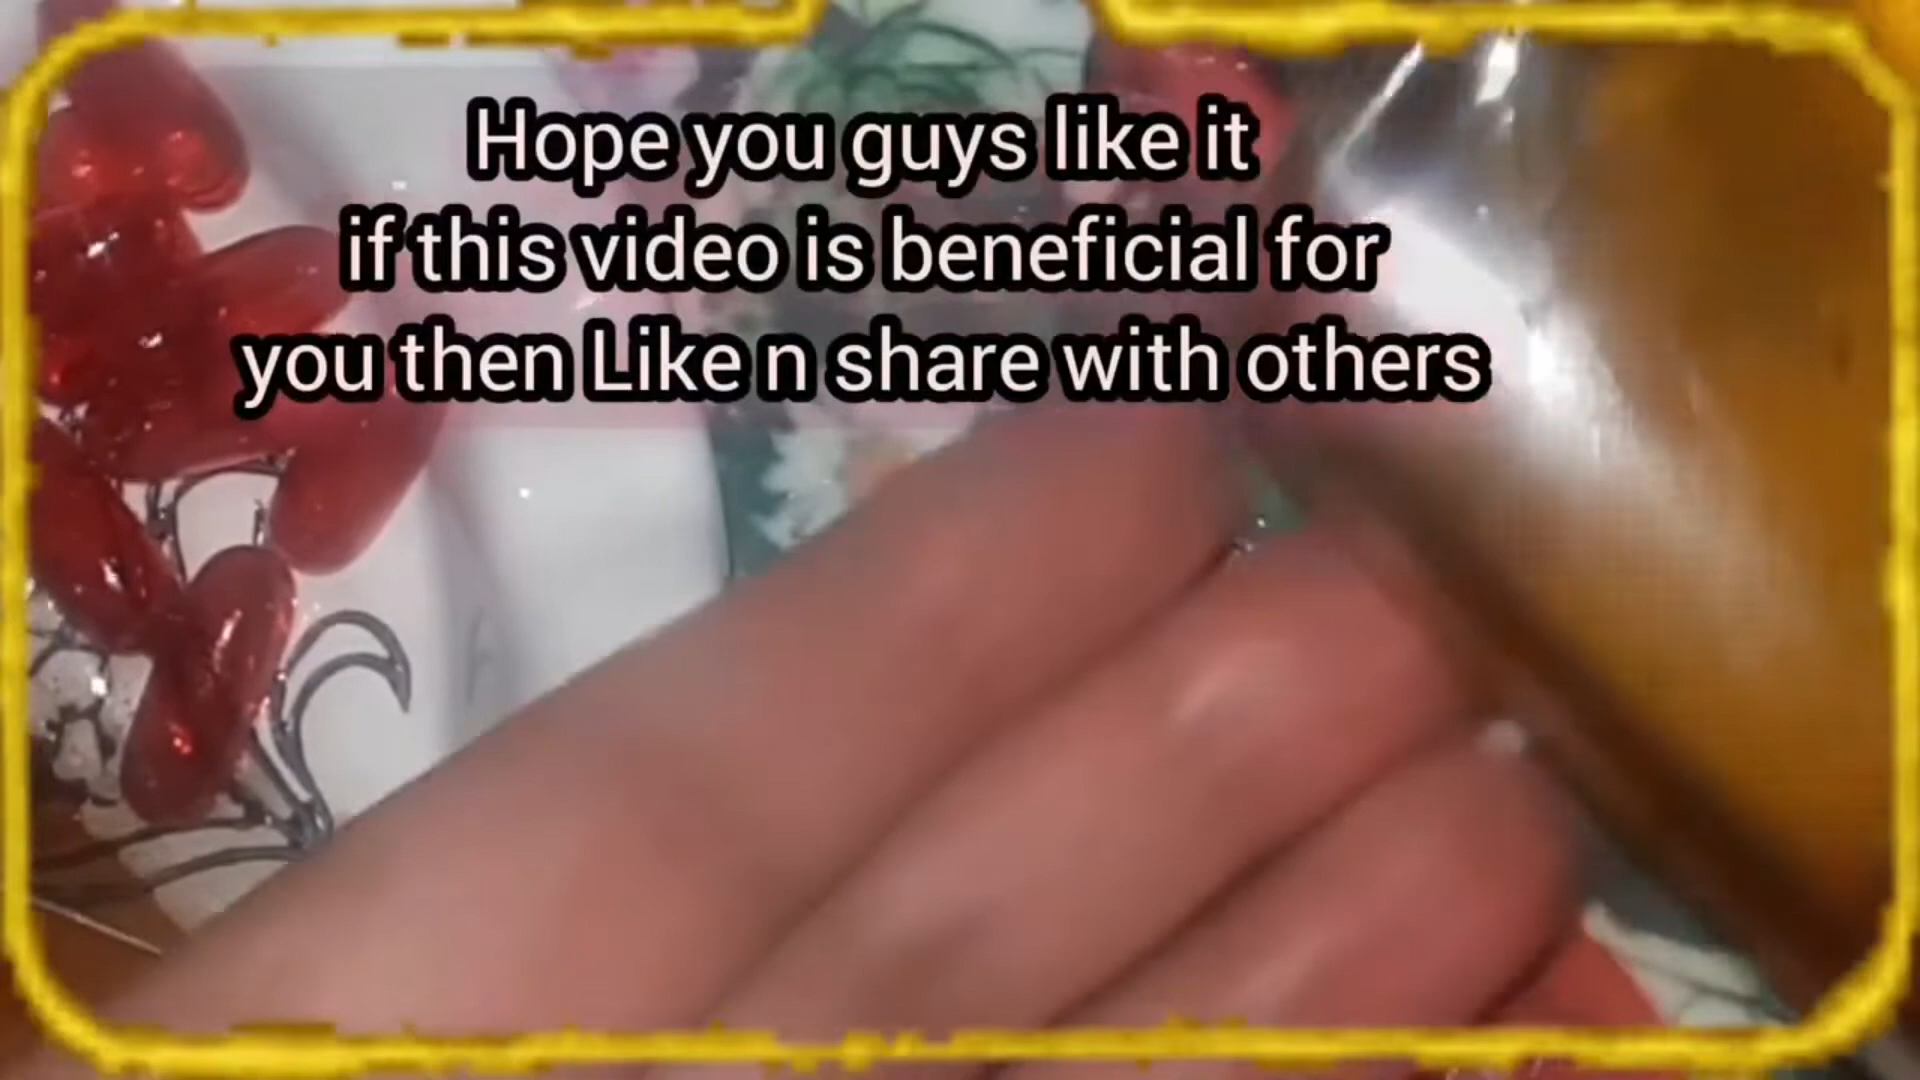 Hope you guys like it
if this video is beneficial for
you then Like n share with others